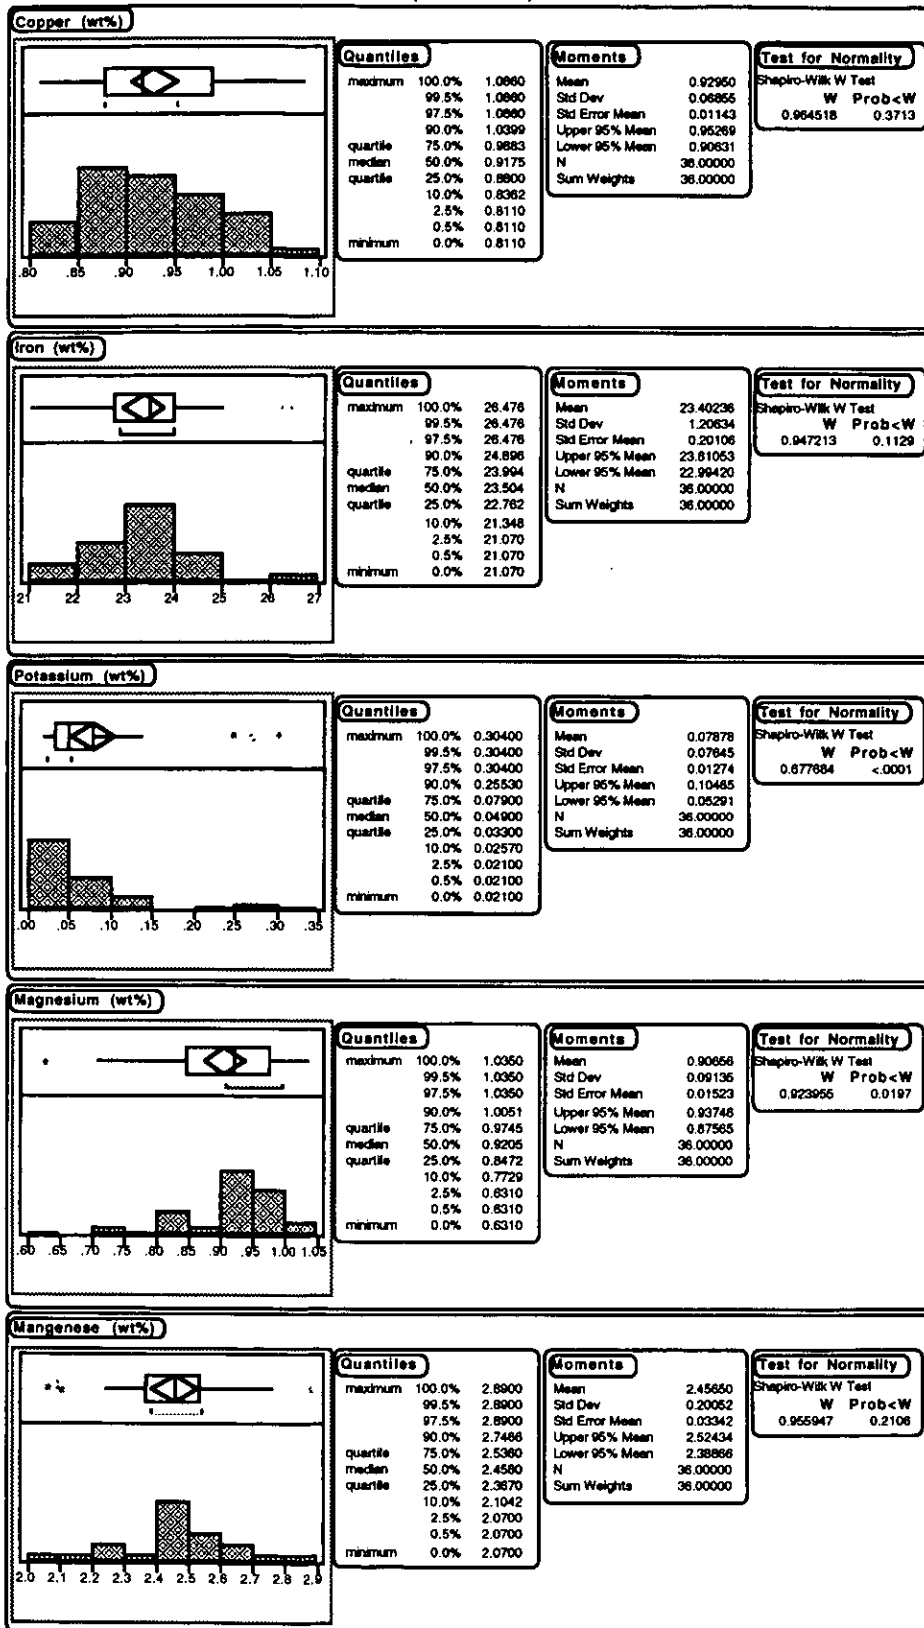 Copper (wt%)
Quantiles
maximum 100.0% 1.0860
99.5% 1.0860
97.5% 1.0860
90.0% 1.0399
quartile 75.0% 0.9883
median 50.0% 0.9175
quartile 25.0% 0.8800
10.0% 0.8362
2.5% 0.8110
0.5% 0.8110
minimum 0.0% 0.8110
Moments
Mean 0.92950
Std Dev 0.06855
Std Error Mean 0.01143
Upper 95% Mean 0.95269
Lower 95% Mean 0.90631
N 36.00000
Sum Weights 36.00000
Test for Normality
Shapiro-Wilk W Test
W Prob<W
0.964518 0.3713
.80 .85 .90 .95 1.00 1.05 1.10
Iron (wt%)
Quantiles
maximum 100.0% 26.476
99.5% 26.476
97.5% 26.476
90.0% 24.896
quartile 75.0% 23.994
median 50.0% 23.504
quartile 25.0% 22.762
10.0% 21.348
2.5% 21.070
0.5% 21.070
minimum 0.0% 21.070
Moments
Mean 23.40236
Std Dev 1.20634
Std Error Mean 0.20106
Upper 95% Mean 23.81053
Lower 95% Mean 22.99420
N 36.00000
Sum Weights 36.00000
Test for Normality
Shapiro-Wilk W Test
W Prob<W
0.947213 0.1129
21 22 23 24 25 26 27
Potassium (wt%)
Quantiles
maximum 100.0% 0.30400
99.5% 0.30400
97.5% 0.30400
90.0% 0.25530
quartile 75.0% 0.07900
median 50.0% 0.04900
quartile 25.0% 0.03300
10.0% 0.02570
2.5% 0.02100
0.5% 0.02100
minimum 0.0% 0.02100
Moments
Mean 0.07878
Std Dev 0.07645
Std Error Mean 0.01274
Upper 95% Mean 0.10465
Lower 95% Mean 0.05291
N 36.00000
Sum Weights 36.00000
Test for Normality
Shapiro-Wilk W Test
W Prob<W
0.677684 <.0001
.00 .05 .10 .15 .20 .25 .30 .35
Magnesium (wt%)
Quantiles
maximum 100.0% 1.0350
99.5% 1.0350
97.5% 1.0350
90.0% 1.0051
quartile 75.0% 0.9745
median 50.0% 0.9205
quartile 25.0% 0.8472
10.0% 0.7729
2.5% 0.6310
0.5% 0.6310
minimum 0.0% 0.6310
Moments
Mean 0.90656
Std Dev 0.09135
Std Error Mean 0.01523
Upper 95% Mean 0.93746
Lower 95% Mean 0.87565
N 36.00000
Sum Weights 36.00000
Test for Normality
Shapiro-Wilk W Test
W Prob<W
0.923955 0.0197
.60 .65 .70 .75 .80 .85 .90 .95 1.00 1.05
Mangenese (wt%)
Quantiles
maximum 100.0% 2.8900
99.5% 2.8900
97.5% 2.8900
90.0% 2.7466
quartile 75.0% 2.5360
median 50.0% 2.4580
quartile 25.0% 2.3670
10.0% 2.1042
2.5% 2.0700
0.5% 2.0700
minimum 0.0% 2.0700
Moments
Mean 2.45650
Std Dev 0.20052
Std Error Mean 0.03342
Upper 95% Mean 2.52434
Lower 95% Mean 2.38866
N 36.00000
Sum Weights 36.00000
Test for Normality
Shapiro-Wilk W Test
W Prob<W
0.955947 0.2106
2.0 2.1 2.2 2.3 2.4 2.5 2.6 2.7 2.8 2.9